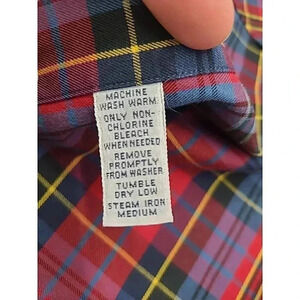 MACHINE
WASH WARM
ONLY NON-
CHLORINE
BLEACH
WHEN NEEDED
REMOVE
PROMPTLY
FROM WASHER
TUMBLE
DRY LOW
STEAM IRON
MEDIUM